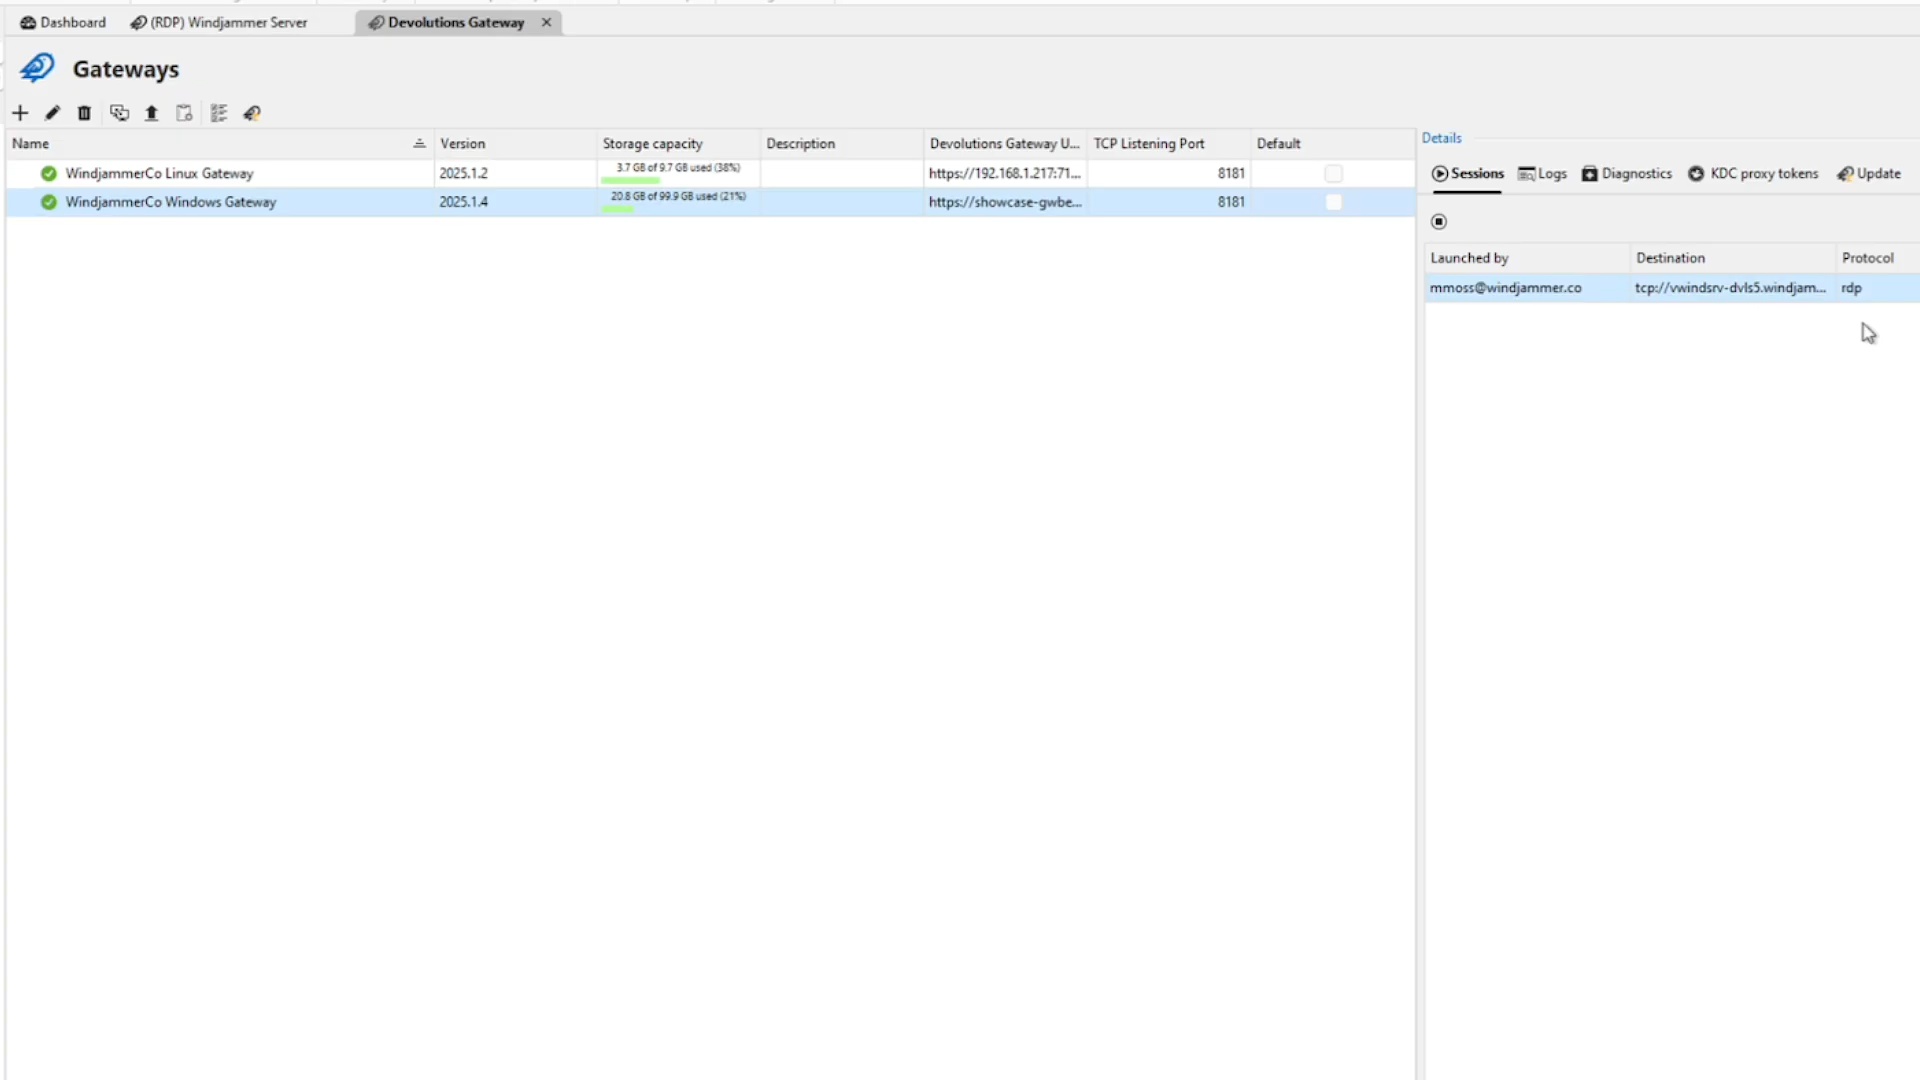 Dashboard (RDP) Windjammer Server Devolutions Gateway
Gateways
Name Version Storage capacity Description Devolutions Gateway U... TCP Listening Port Default
WindjammerCo Linux Gateway 2025.1.2 3.7 GB of 9.7 GB used (38%) https://192.168.1.217:71... 8181
WindjammerCo Windows Gateway 2025.1.4 20.8 GB of 99.9 GB used (21%) https://showcase-gwbe... 8181
Details
Sessions Logs Diagnostics KDC proxy tokens Update
Launched by Destination Protocol
mmoss@windjammer.co tcp://vwindsrv-dvls5.windjam... rdp